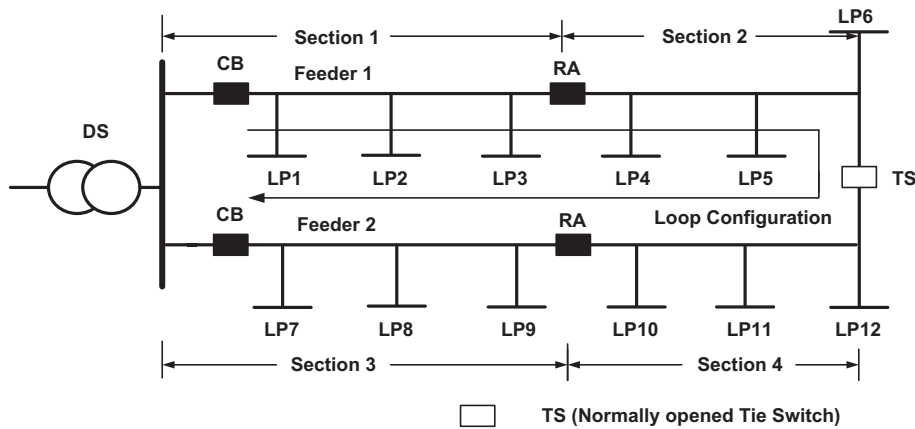 LP6
Section 1
Section 2
CB
Feeder 1
RA
DS
LP1
LP2
LP3
LP4
LP5
TS
CB
Feeder 2
RA
Loop Configuration
LP7
LP8
LP9
LP10
LP11
LP12
Section 3
Section 4
TS (Normally opened Tie Switch)